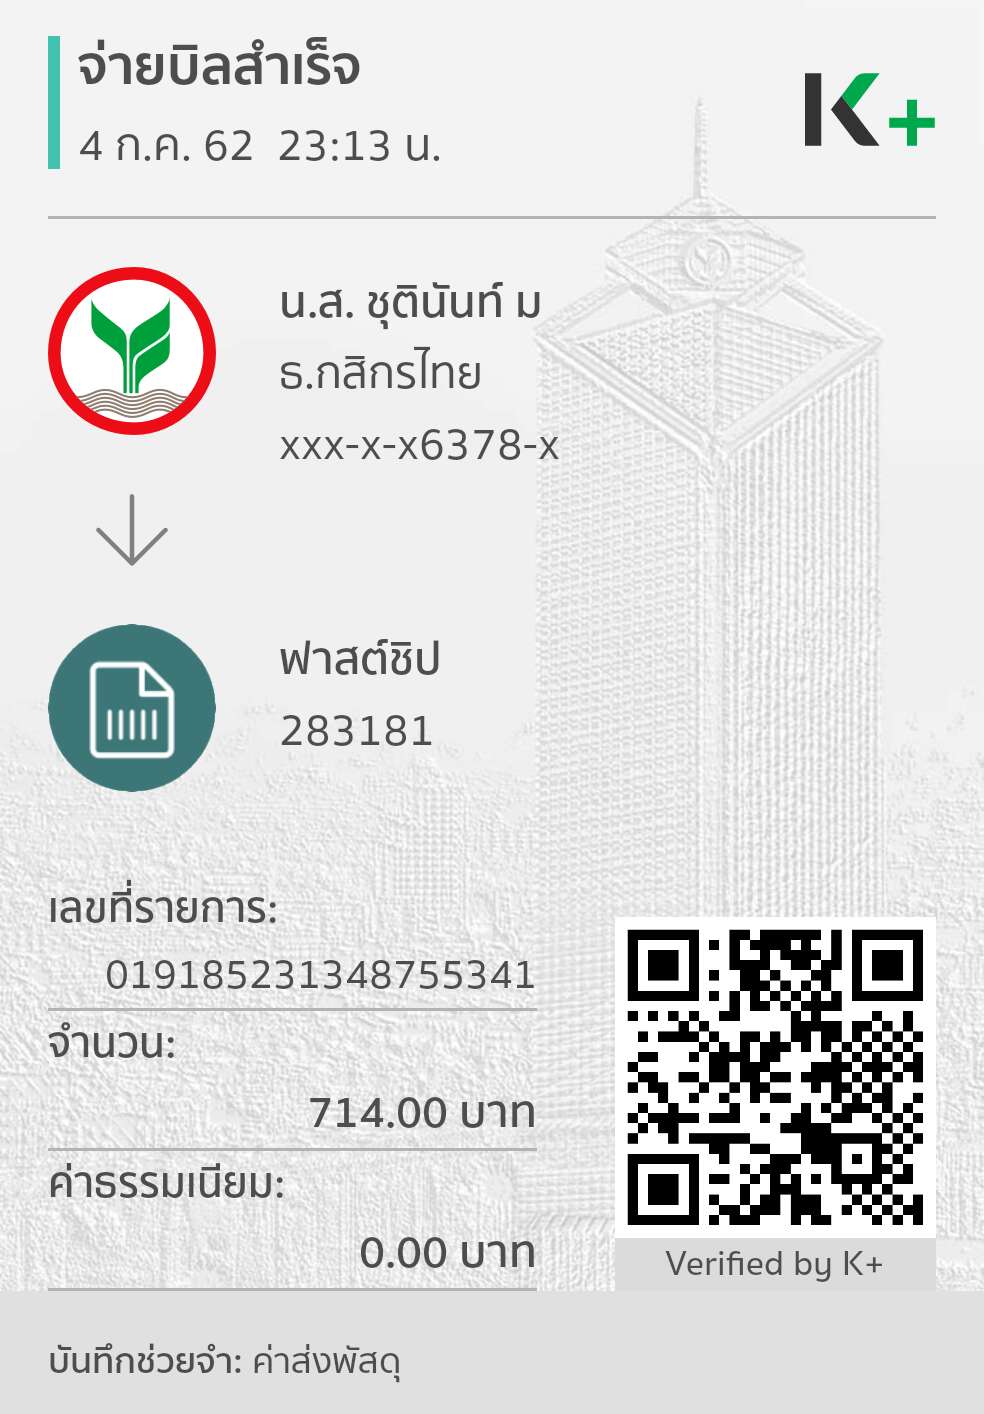 จ่ายบิลสำเร็จ
4 ก.ค. 62 23:13 น.
K+
น.ส. ชุตินันท์ ม
ธ.กสิกรไทย
xxx-x-x6378-x
ฟาสต์ชิป
283181
เลขที่รายการ:
019185231348755341
จำนวน:
714.00 บาท
ค่าธรรมเนียม:
0.00 บาท
Verified by K+
บันทึกช่วยจำ: ค่าส่งพัสดุ